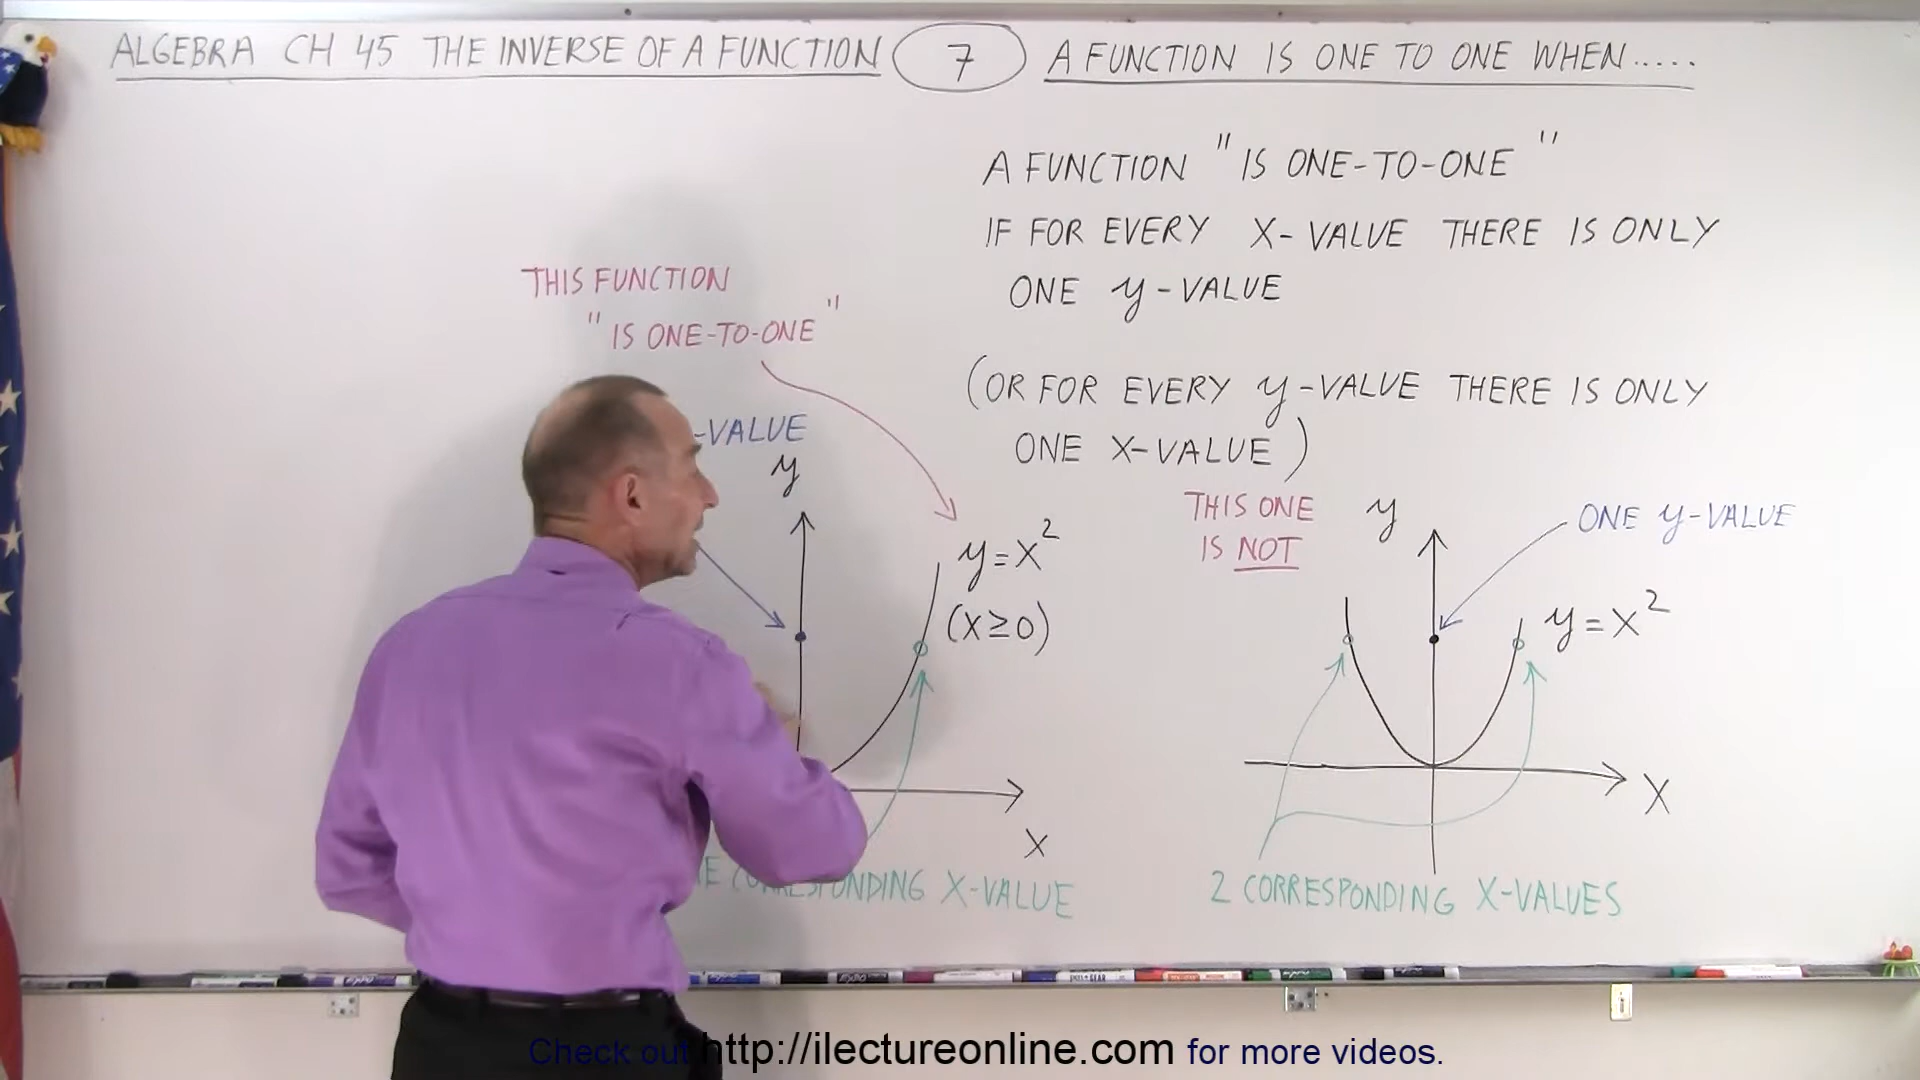 ALGEBRA CH 45 THE INVERSE OF A FUNCTION 7 A FUNCTION IS ONE TO ONE WHEN.....
A FUNCTION "IS ONE-TO-ONE"
IF FOR EVERY X-VALUE THERE IS ONLY
ONE y-VALUE
(OR FOR EVERY y-VALUE THERE IS ONLY
ONE X-VALUE)
THIS FUNCTION
"IS ONE-TO-ONE"
-VALUE
y
y=x²
(x≥0)
x
CORRESPONDING X-VALUE
THIS ONE
IS NOT
y
ONE y-VALUE
y=x²
X
2 CORRESPONDING X-VALUES
Check out http://ilectureonline.com for more videos.